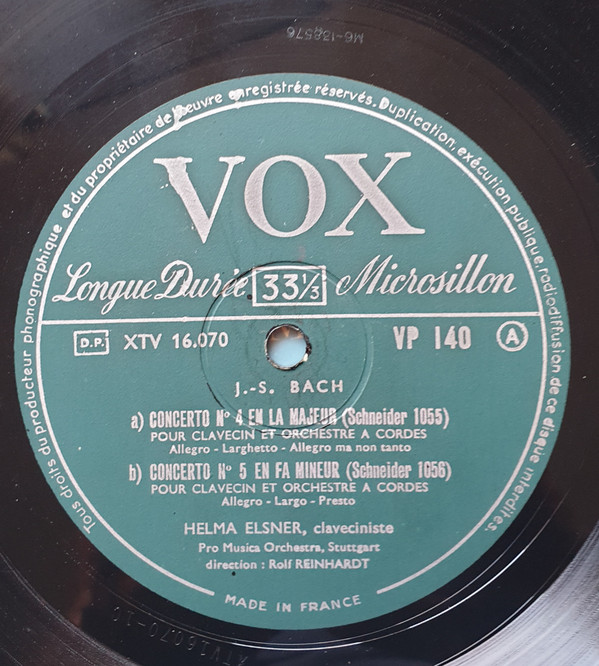 M6-138576
Tous droits du producteur phonographique et du propriétaire de l'œuvre enregistrée réservés. Duplication, exécution publique, radiodiffusion de ce disque interdites.
VOX
Longue Durée 33 1/3 Microsillon
D.P. XTV 16.070 VP 140 A
J.-S. BACH
a) CONCERTO N° 4 EN LA MAJEUR (Schneider 1055)
POUR CLAVECIN ET ORCHESTRE A CORDES
Allegro - Larghetto - Allegro ma non tanto
b) CONCERTO N° 5 EN FA MINEUR (Schneider 1056)
POUR CLAVECIN ET ORCHESTRE A CORDES
Allegro - Largo - Presto
HELMA ELSNER, claveciniste
Pro Musica Orchestra, Stuttgart
direction : Rolf REINHARDT
MADE IN FRANCE